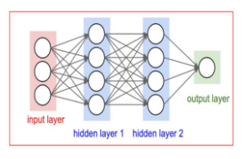 output layer
input layer
hidden layer 1 hidden layer 2